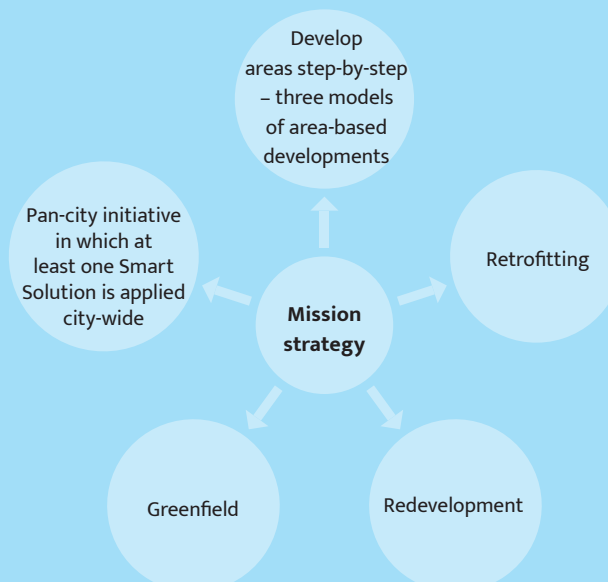 Develop
areas step-by-step
– three models
of area-based
developments
Pan-city initiative
in which at
least one Smart
Solution is applied
city-wide
Retrofitting
Mission
strategy
Greenfield
Redevelopment